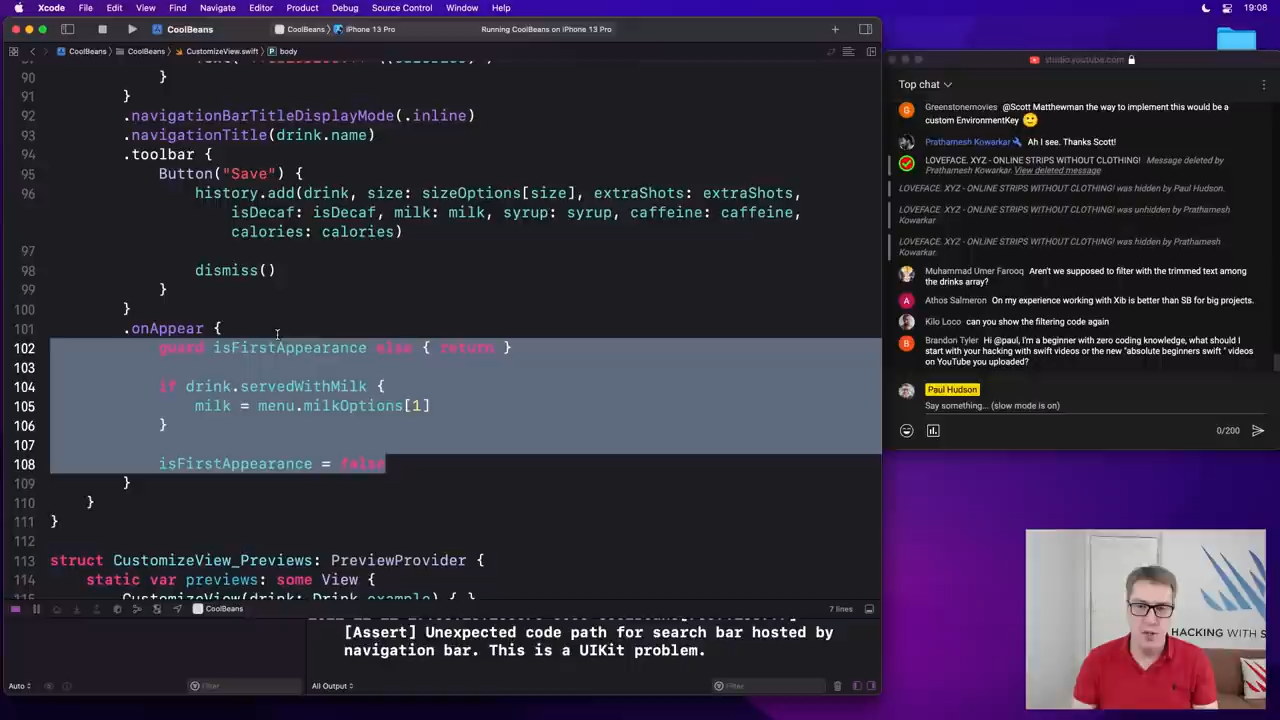 Xcode File Edit View Find Navigate Editor Product Debug Source Control Window Help 19:08
CoolBeans CoolBeans iPhone 13 Pro Running CoolBeans on iPhone 13 Pro
CoolBeans CoolBeans CustomizeView.swift body
90 }
91 }
92 .navigationBarTitleDisplayMode(.inline)
93 .navigationTitle(drink.name)
94 .toolbar {
95 Button("Save") {
96 history.add(drink, size: sizeOptions[size], extraShots: extraShots,
isDecaf: isDecaf, milk: milk, syrup: syrup, caffeine: caffeine,
calories: calories)
97
98 dismiss()
99 }
100 }
101 .onAppear {
102 guard isFirstAppearance else { return }
103
104 if drink.servedWithMilk {
105 milk = menu.milkOptions[1]
106 }
107
108 isFirstAppearance = false
109 }
110 }
111 }
112
113 struct CustomizeView_Previews: PreviewProvider {
114 static var previews: some View {
115 CustomizeView(drink: Drink.example) { }
CoolBeans 7 lines
[Assert] Unexpected code path for search bar hosted by
navigation bar. This is a UIKit problem.
Auto Filter All Output Filter
studio.youtube.com
Top chat
Greenstonemovies @Scott Matthewman the way to implement this would be a
custom EnvironmentKey
Prathamesh Kowarkar Ah I see. Thanks Scott!
LOVEFACE. XYZ - ONLINE STRIPS WITHOUT CLOTHING! Message deleted by
Prathamesh Kowarkar. View deleted message
LOVEFACE. XYZ - ONLINE STRIPS WITHOUT CLOTHING! was hidden by Paul Hudson.
LOVEFACE. XYZ - ONLINE STRIPS WITHOUT CLOTHING! was unhidden by Prathamesh
Kowarkar
LOVEFACE. XYZ - ONLINE STRIPS WITHOUT CLOTHING! was hidden by Prathamesh
Kowarkar.
Muhammad Umer Farooq Aren't we supposed to filter with the trimmed text among
the drinks array?
A Athos Salmeron On my experience working with Xib is better than SB for big projects.
Kilo Loco can you show the filtering code again
B Brandon Tyler Hi @paul, I'm a beginner with zero coding knowledge, what should I
start with your hacking with swift videos or the new "absolute beginners swift " videos
on YouTube you uploaded?
Paul Hudson
Say something... (slow mode is on)
0/200
HACKING WITH S